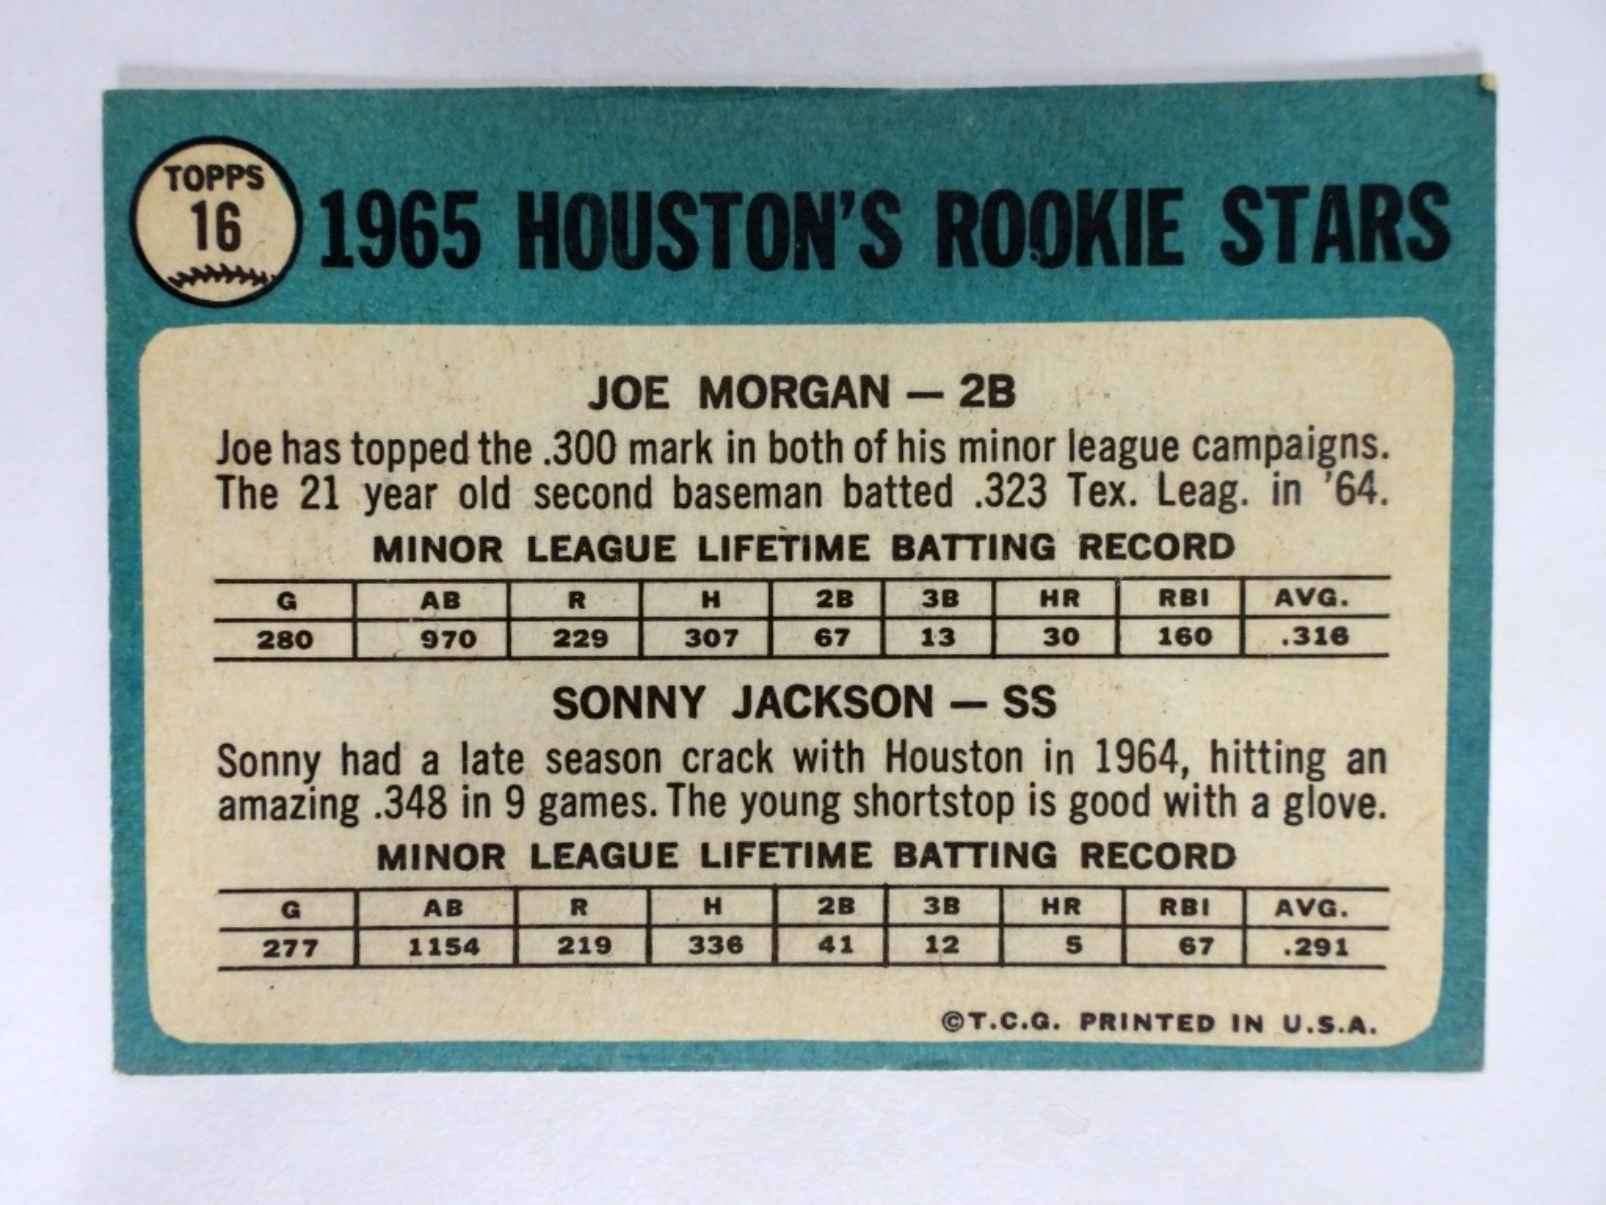 TOPPS
16
1965 HOUSTON'S ROOKIE STARS
JOE MORGAN — 2B
Joe has topped the .300 mark in both of his minor league campaigns.
The 21 year old second baseman batted .323 Tex. Leag. in '64.
MINOR LEAGUE LIFETIME BATTING RECORD
G AB R H 2B 3B HR RBI AVG.
280 970 229 307 67 13 30 160 .316
SONNY JACKSON — SS
Sonny had a late season crack with Houston in 1964, hitting an
amazing .348 in 9 games. The young shortstop is good with a glove.
MINOR LEAGUE LIFETIME BATTING RECORD
G AB R H 2B 3B HR RBI AVG.
277 1154 219 336 41 12 5 67 .291
©T.C.G. PRINTED IN U.S.A.